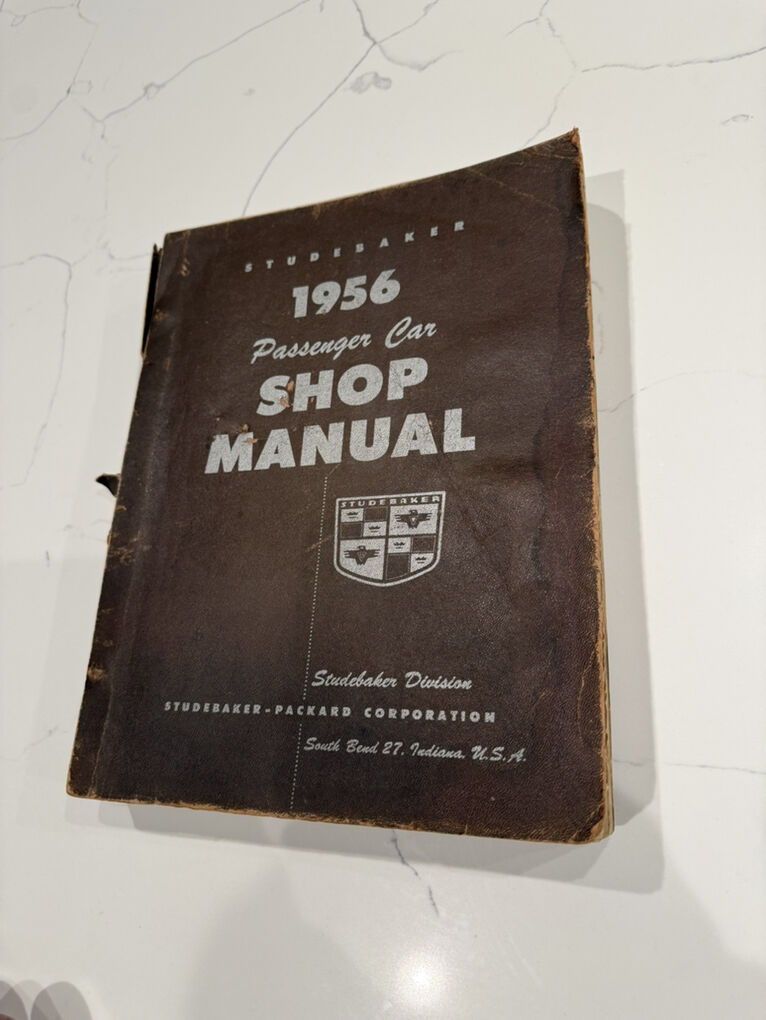 STUDEBAKER
1956
Passenger Car
SHOP
MANUAL
STUDEBAKER
Studebaker Division
STUDEBAKER-PACKARD CORPORATION
South Bend 27, Indiana, U.S.A.